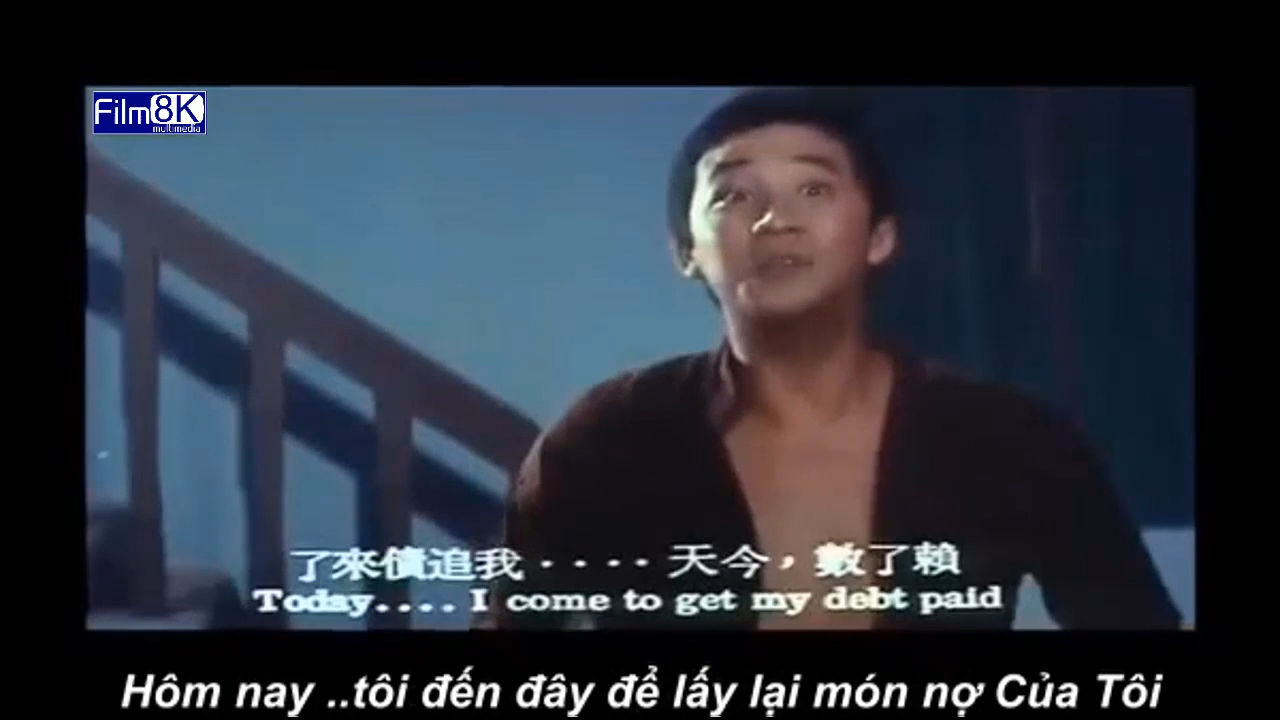 Film8K
multimedia
了來債追我‥‥天今，數了賴
Today.... I come to get my debt paid
Hôm nay ..tôi đến đây để lấy lại món nợ Của Tôi